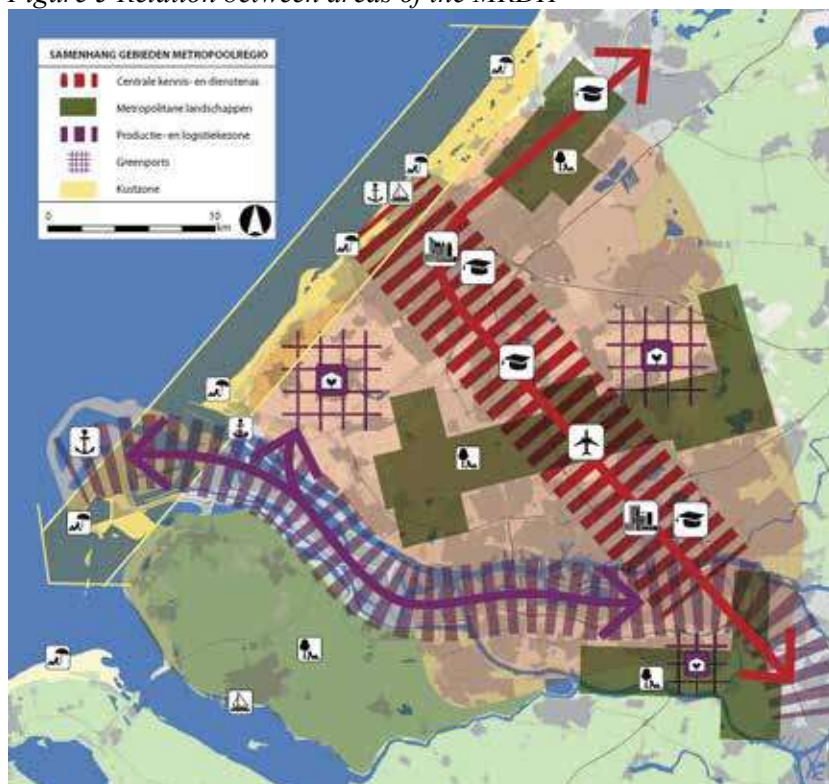 Figure 3 Relation between areas of the MRDH
SAMENHANG GEBIEDEN METROPOOLREGIO
Centrale kennis- en dienstenas
Metropolitane landschappen
Productie- en logistiekezone
Greenports
Kustzone
0 10
km